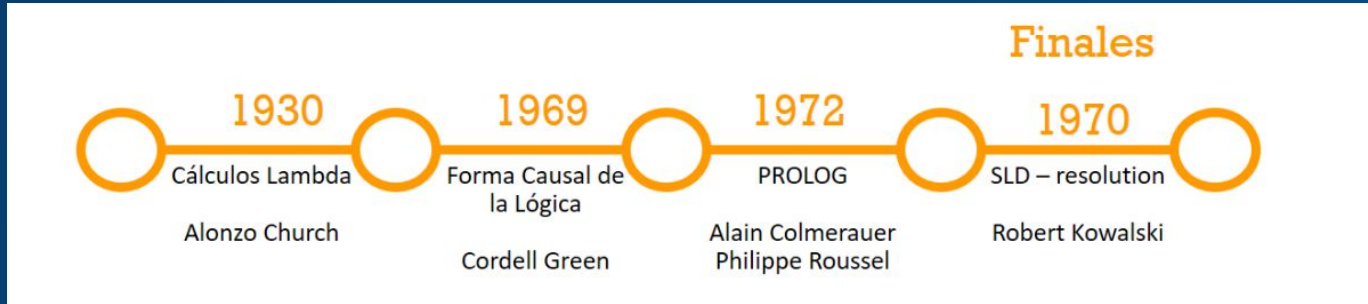 1930
Cálculos Lambda
Alonzo Church
1969
Forma Causal de
la Lógica
Cordell Green
1972
PROLOG
Alain Colmerauer
Philippe Roussel
Finales
1970
SLD – resolution
Robert Kowalski